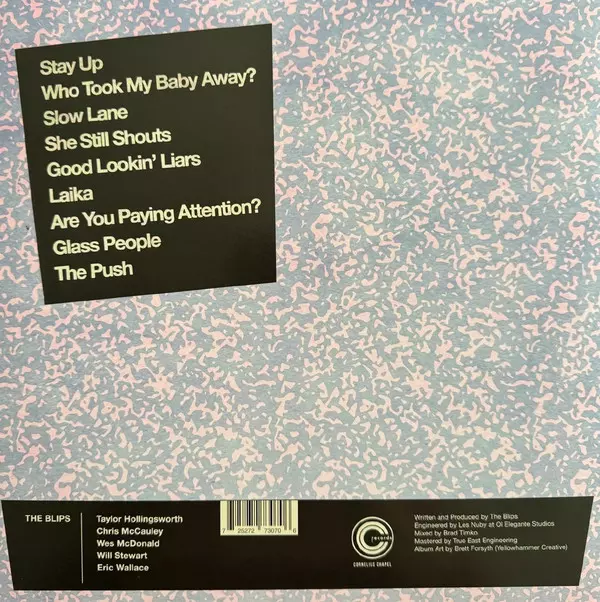 Stay Up
Who Took My Baby Away?
Slow Lane
She Still Shouts
Good Lookin' Liars
Laika
Are You Paying Attention?
Glass People
The Push
THE BLIPS
Taylor Hollingsworth
Chris McCauley
Wes McDonald
Will Stewart
Eric Wallace
7 25272 73070 6
records
CORNELIUS CHAPEL
Written and Produced by The Blips
Engineered by Les Nuby at Ol Elegante Studios
Mixed by Brad Timko
Mastered by True East Engineering
Album Art by Brett Forsyth (Yellowhammer Creative)